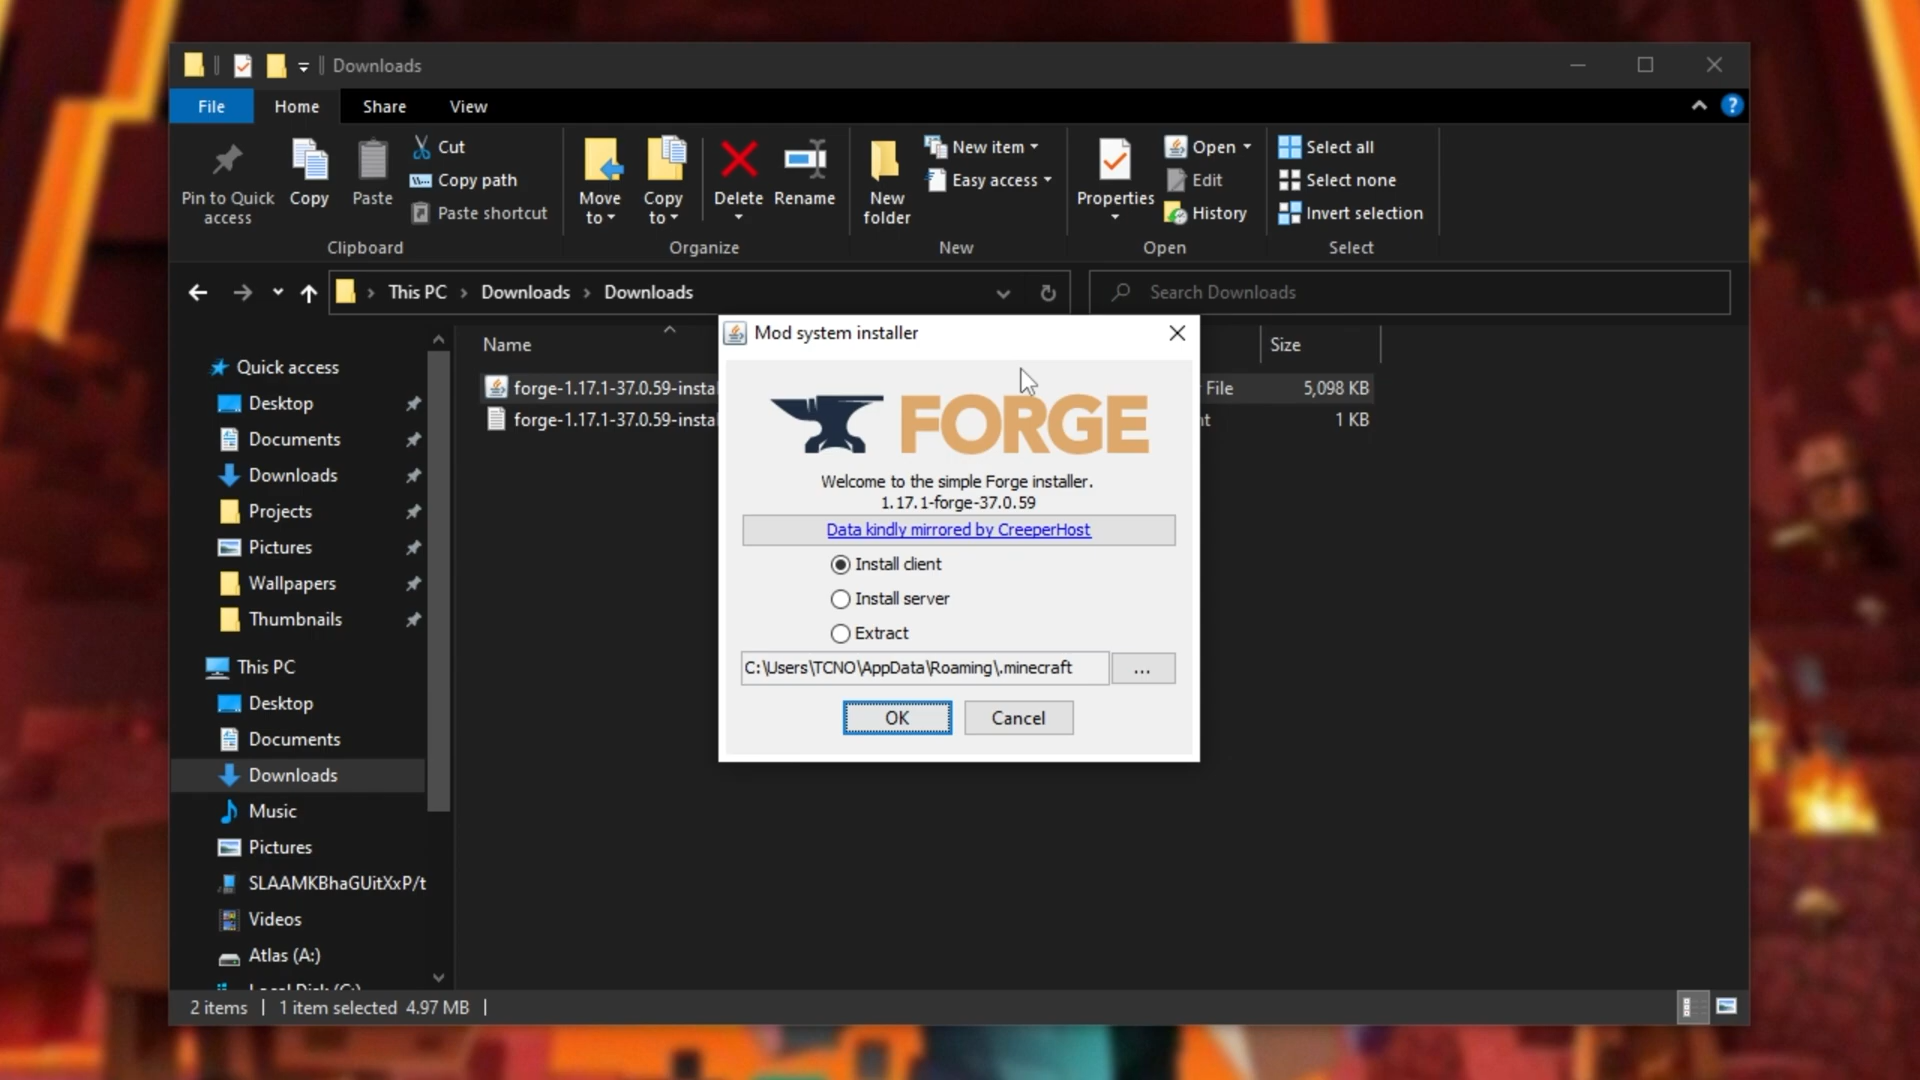 Downloads
File Home Share View
Pin to Quick access
Copy
Paste
Cut
Copy path
Paste shortcut
Clipboard
Move to
Copy to
Delete
Rename
Organize
New folder
New item
Easy access
New
Properties
Open
Edit
History
Open
Select all
Select none
Invert selection
Select
This PC > Downloads > Downloads
Search Downloads
Quick access
Desktop
Documents
Downloads
Projects
Pictures
Wallpapers
Thumbnails
This PC
Desktop
Documents
Downloads
Music
Pictures
SLAAMKBhaGUitXxP/t
Videos
Atlas (A:)
Local Disk (C:)
Name Size
forge-1.17.1-37.0.59-instal File 5,098 KB
forge-1.17.1-37.0.59-instal nt 1 KB
Mod system installer
FORGE
Welcome to the simple Forge installer.
1.17.1-forge-37.0.59
Data kindly mirrored by CreeperHost
Install client
Install server
Extract
C:\Users\TCNO\AppData\Roaming\.minecraft ...
OK Cancel
2 items | 1 item selected 4.97 MB |